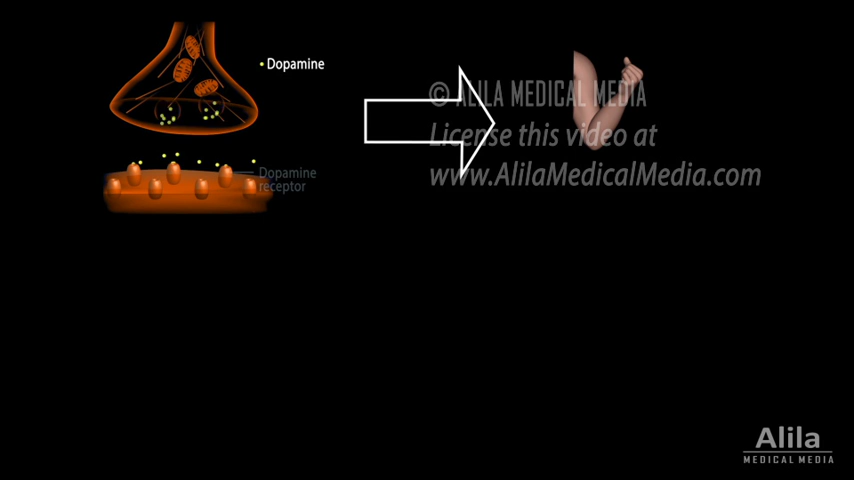 Dopamine
© ALILA MEDICAL MEDIA
License this video at
www.AlilaMedicalMedia.com
Dopamine
receptor
Alila
MEDICAL MEDIA